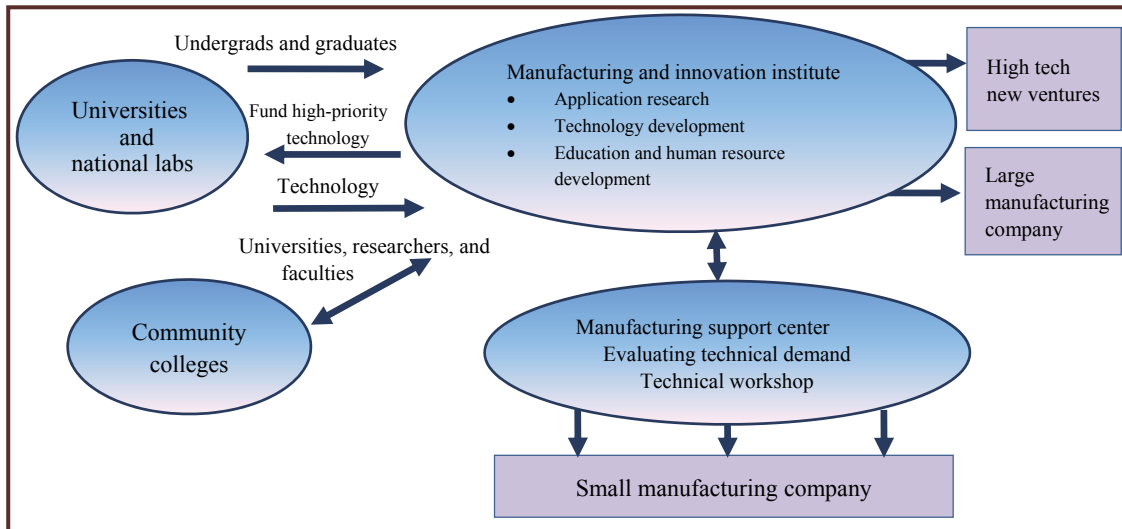 Undergrads and graduates
Universities
and
national labs
Fund high-priority
technology
Technology
Universities, researchers, and
faculties
Community
colleges
Manufacturing and innovation institute
• Application research
• Technology development
• Education and human resource
development
High tech
new ventures
Large
manufacturing
company
Manufacturing support center
Evaluating technical demand
Technical workshop
Small manufacturing company